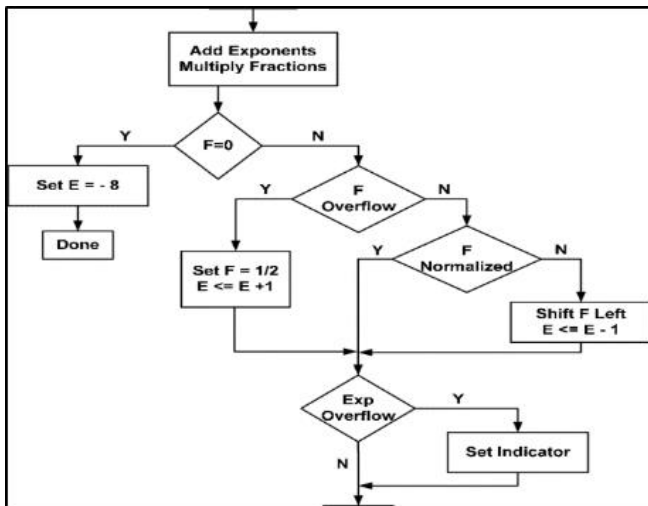 Add Exponents
Multiply Fractions
Y
F=0
N
Set E = - 8
Y
F
Overflow
N
Done
Set F = 1/2
E <= E +1
Y
F
Normalized
N
Shift F Left
E <= E - 1
Exp
Overflow
Y
Set Indicator
N